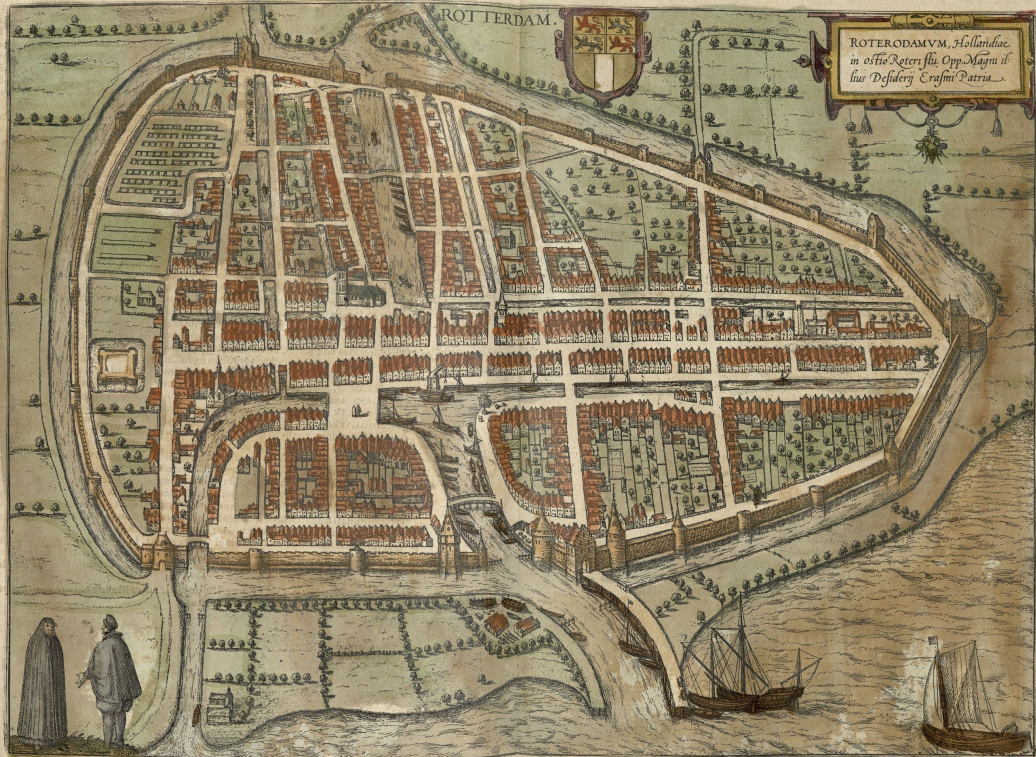 ROTTERDAM.
ROTERODAMVM, Hollandiae
in ostio Roteri flu. Opp. Magni il
lius Desiderij Erasmi Patria